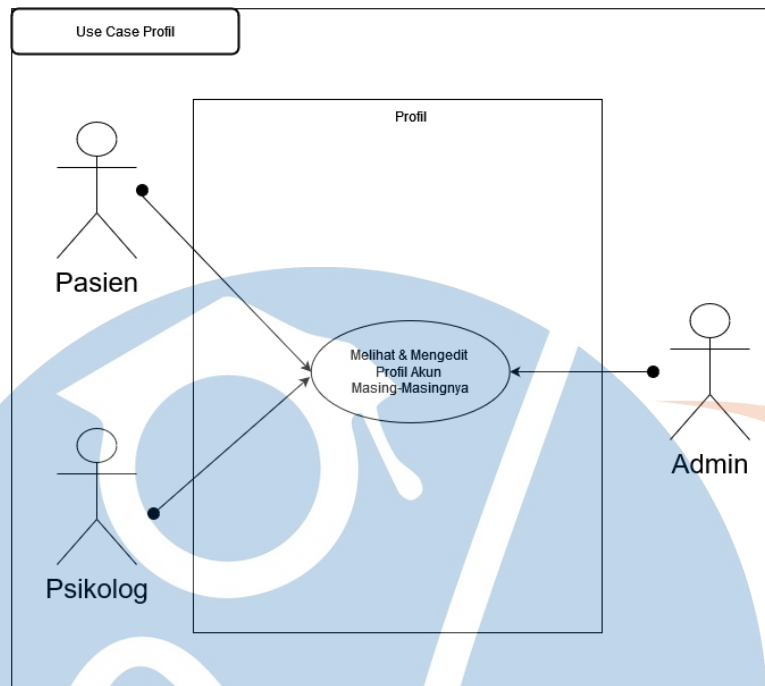 Use Case Profil
Profil
Pasien
Melihat & Mengedit
Profil Akun
Masing-Masingnya
Admin
Psikolog